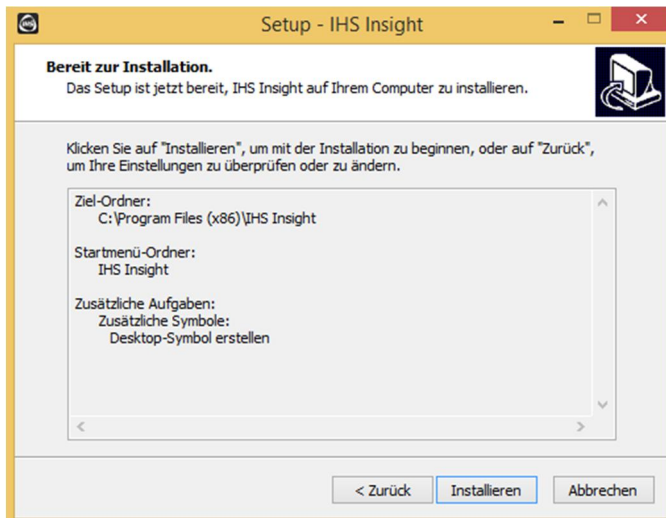 IHS
Setup - IHS Insight
Bereit zur Installation.
Das Setup ist jetzt bereit, IHS Insight auf Ihrem Computer zu installieren.
Klicken Sie auf "Installieren", um mit der Installation zu beginnen, oder auf "Zurück",
um Ihre Einstellungen zu überprüfen oder zu ändern.
Ziel-Ordner:
C:\Program Files (x86)\IHS Insight
Startmenü-Ordner:
IHS Insight
Zusätzliche Aufgaben:
Zusätzliche Symbole:
Desktop-Symbol erstellen
< Zurück
Installieren
Abbrechen